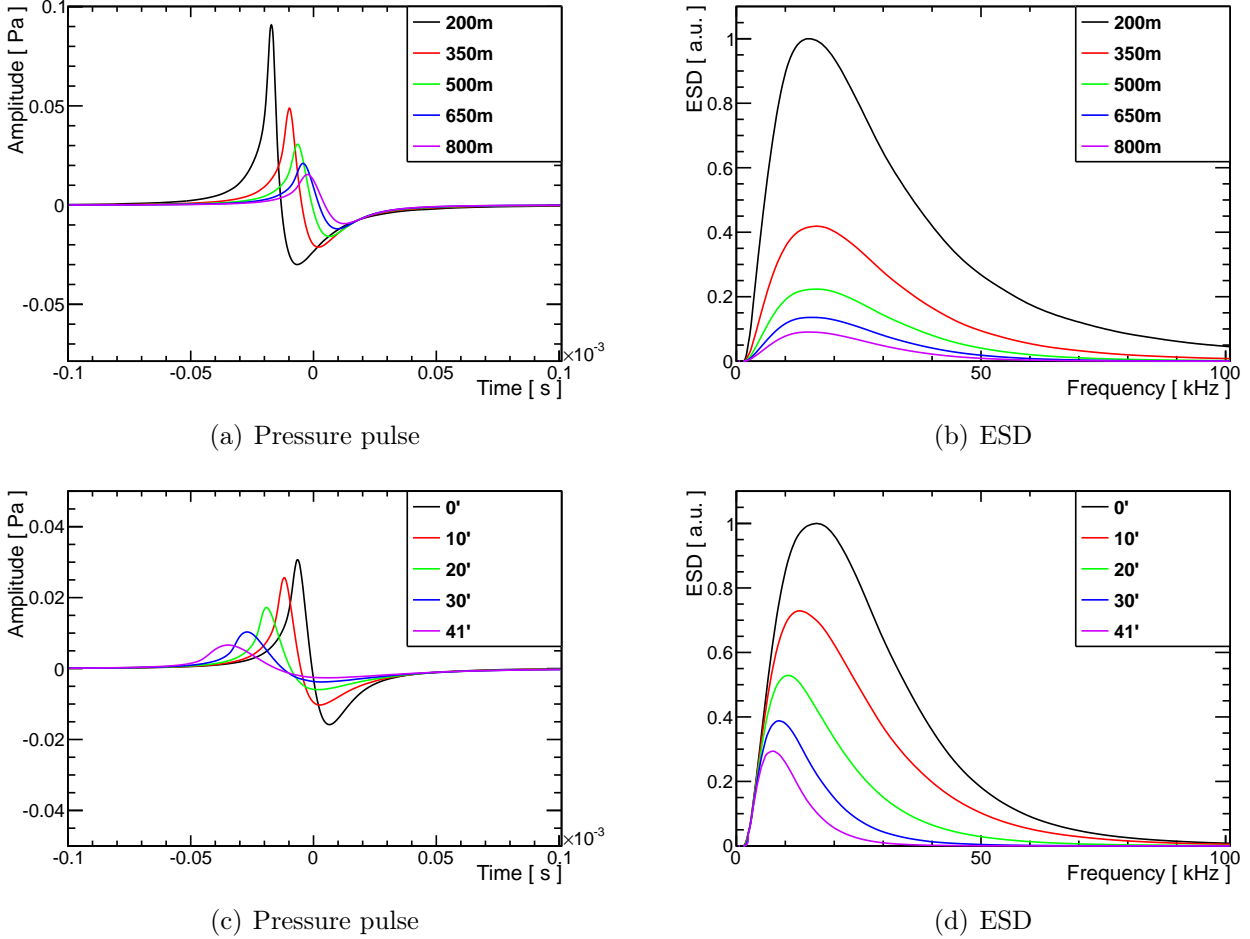 0.1
0.05
0
-0.05
Amplitude [ Pa ]
-0.1 -0.05 0 0.05 0.1
×10⁻³
Time [ s ]
200m
350m
500m
650m
800m
(a) Pressure pulse
1
0.8
0.6
0.4
0.2
0
ESD [ a.u. ]
0 50 100
Frequency [ kHz ]
200m
350m
500m
650m
800m
(b) ESD
0.04
0.02
0
-0.02
-0.04
Amplitude [ Pa ]
-0.1 -0.05 0 0.05 0.1
×10⁻³
Time [ s ]
0'
10'
20'
30'
41'
(c) Pressure pulse
1
0.8
0.6
0.4
0.2
0
ESD [ a.u. ]
0 50 100
Frequency [ kHz ]
0'
10'
20'
30'
41'
(d) ESD